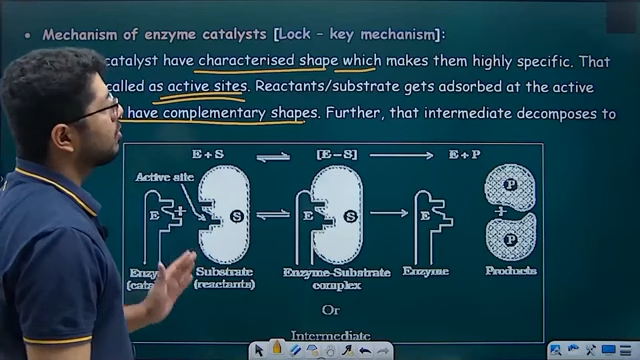 • Mechanism of enzyme catalysts [Lock – key mechanism]:
catalyst have characterised shape which makes them highly specific. That
called as active sites. Reactants/substrate gets adsorbed at the active
have complementary shapes. Further, that intermediate decomposes to
E + S ⇌ [E – S] → E + P
Active site
E + S ⇌ E S → E P + P
Substrate Enzyme-Substrate Enzyme Products
(reactants) complex
Or
Intermediate